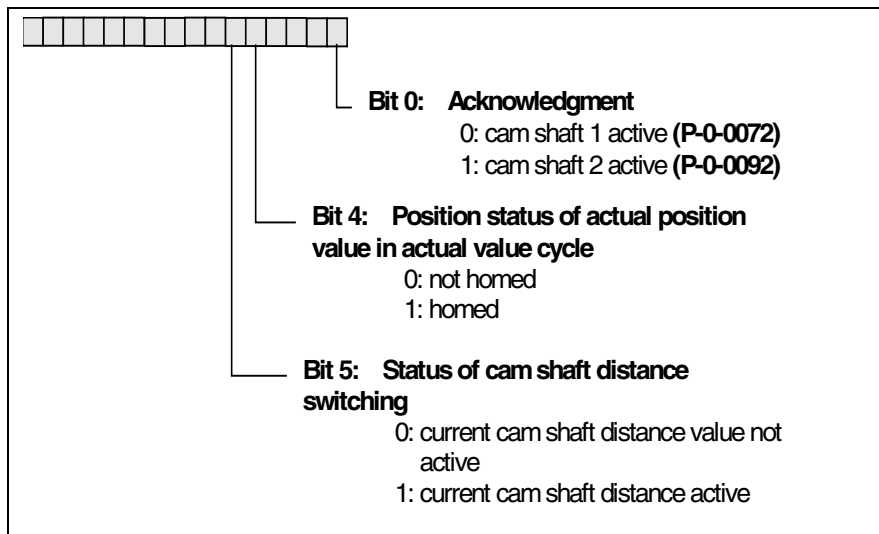 Bit 0: Acknowledgment
0: cam shaft 1 active (P-0-0072)
1: cam shaft 2 active (P-0-0092)
Bit 4: Position status of actual position
value in actual value cycle
0: not homed
1: homed
Bit 5: Status of cam shaft distance
switching
0: current cam shaft distance value not
active
1: current cam shaft distance active